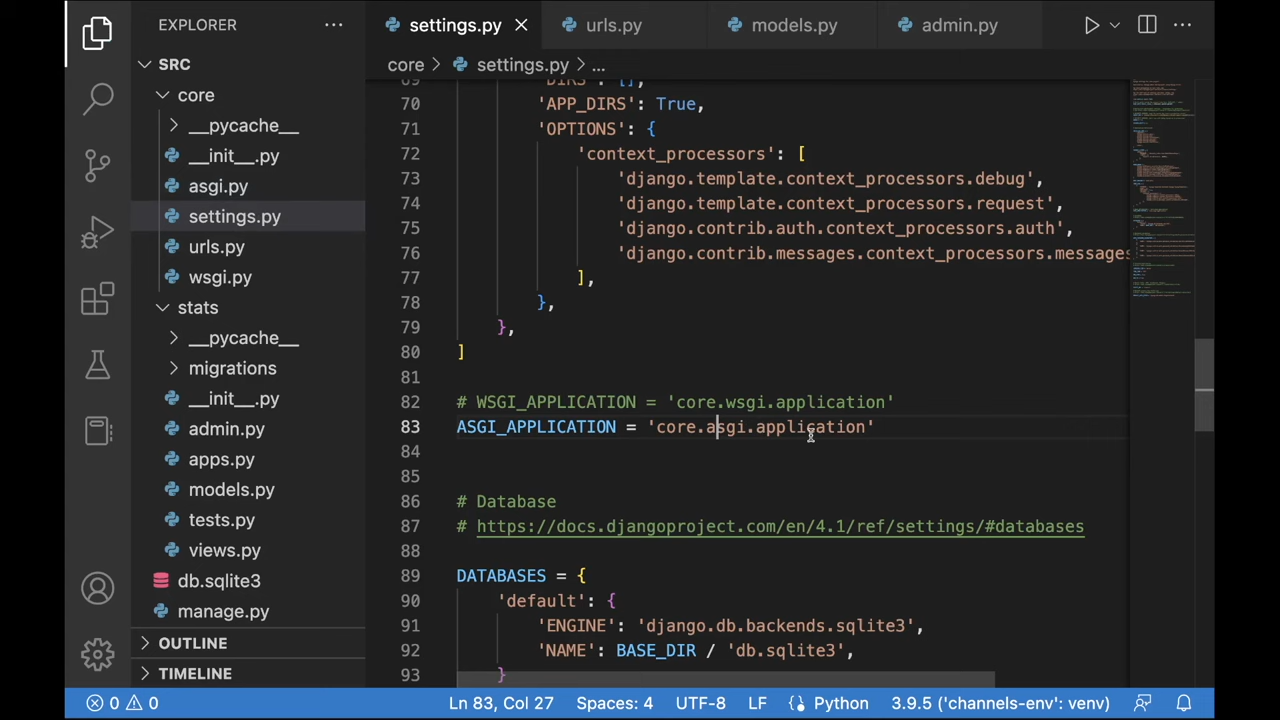 EXPLORER
SRC
core
__pycache__
__init__.py
asgi.py
settings.py
urls.py
wsgi.py
stats
__pycache__
migrations
__init__.py
admin.py
apps.py
models.py
tests.py
views.py
db.sqlite3
manage.py
OUTLINE
TIMELINE
settings.py
urls.py
models.py
admin.py
core > settings.py > ...
69 'DIRS': [],
70 'APP_DIRS': True,
71 'OPTIONS': {
72 'context_processors': [
73 'django.template.context_processors.debug',
74 'django.template.context_processors.request',
75 'django.contrib.auth.context_processors.auth',
76 'django.contrib.messages.context_processors.messages
77 ],
78 },
79 },
80 ]
81
82 # WSGI_APPLICATION = 'core.wsgi.application'
83 ASGI_APPLICATION = 'core.asgi.application'
84
85
86 # Database
87 # https://docs.djangoproject.com/en/4.1/ref/settings/#databases
88
89 DATABASES = {
90 'default': {
91 'ENGINE': 'django.db.backends.sqlite3',
92 'NAME': BASE_DIR / 'db.sqlite3',
93 }
0 0 Ln 83, Col 27 Spaces: 4 UTF-8 LF Python 3.9.5 ('channels-env': venv)